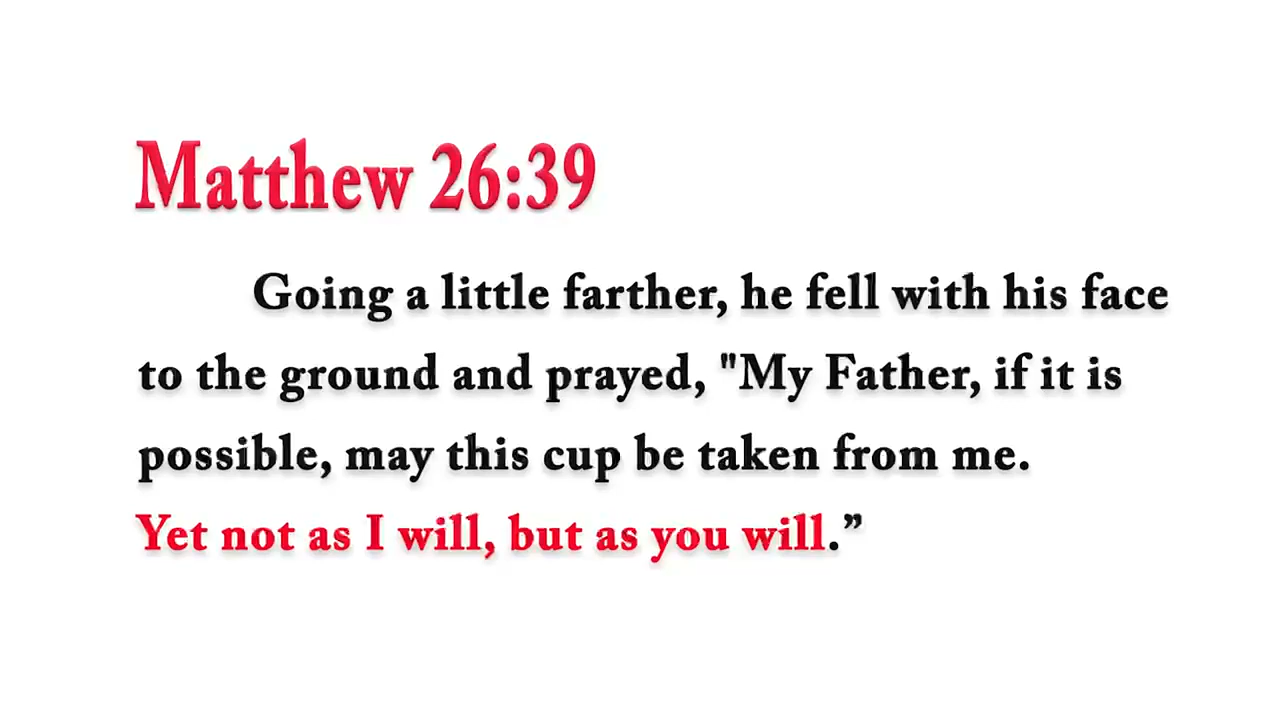 Matthew 26:39
Going a little farther, he fell with his face
to the ground and prayed, "My Father, if it is
possible, may this cup be taken from me.
Yet not as I will, but as you will.”